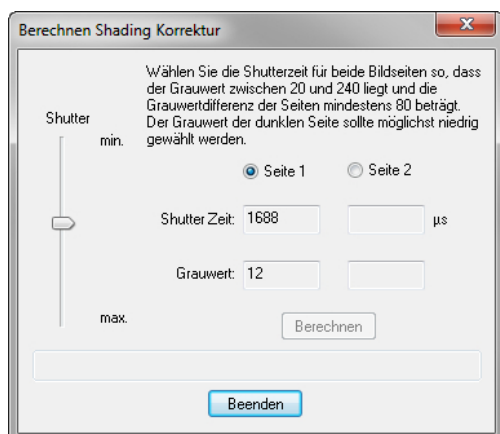 Berechnen Shading Korrektur
Wählen Sie die Shutterzeit für beide Bildseiten so, dass
der Grauwert zwischen 20 und 240 liegt und die
Grauwertdifferenz der Seiten mindestens 80 beträgt.
Der Grauwert der dunklen Seite sollte möglichst niedrig
gewählt werden.
Shutter
min.
Seite 1 Seite 2
Shutter Zeit: 1688 µs
Grauwert: 12
max.
Berechnen
Beenden